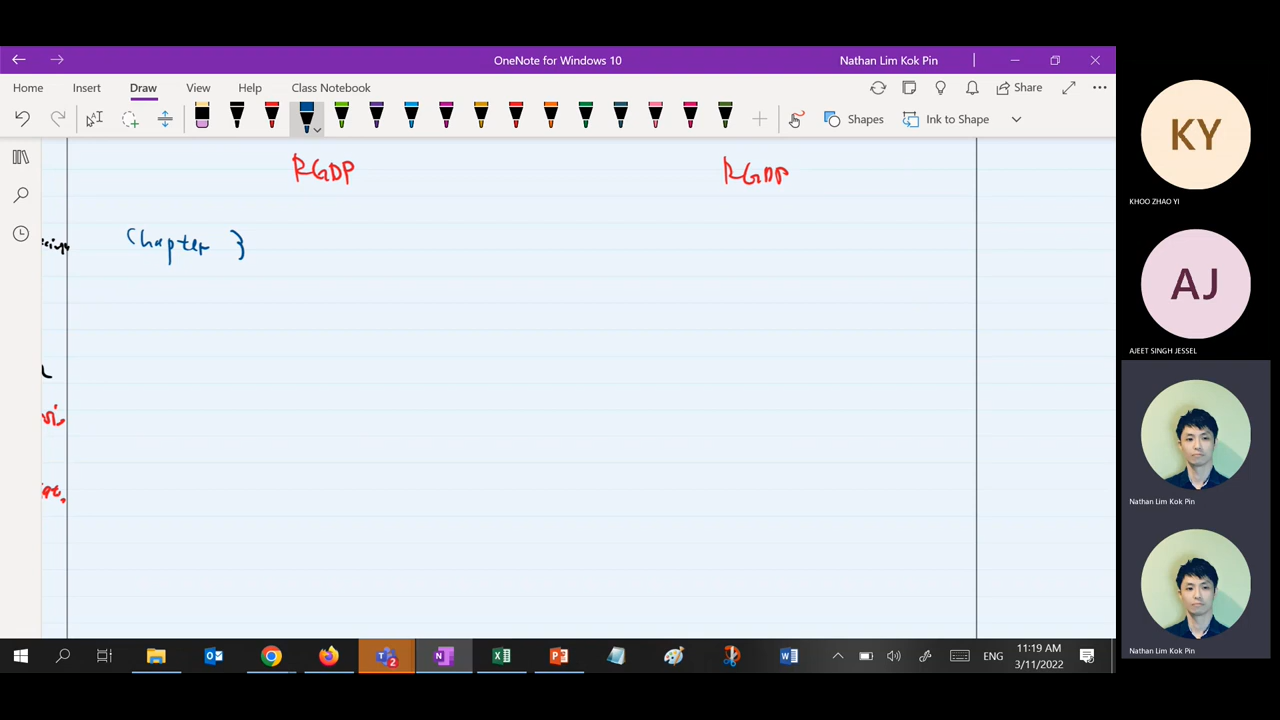 OneNote for Windows 10
Nathan Lim Kok Pin
Home Insert Draw View Help Class Notebook
Share
Shapes Ink to Shape
RGDP RGDP
Chapter 3
KY
KHOO ZHAO YI
AJ
AJEET SINGH JESSEL
Nathan Lim Kok Pin
Nathan Lim Kok Pin
2
ENG
11:19 AM
3/11/2022